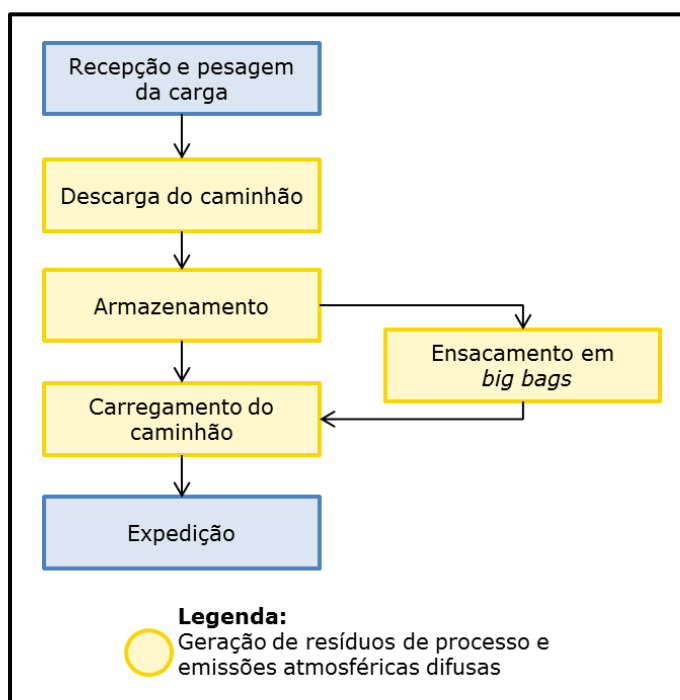 Recepção e pesagem
da carga
Descarga do caminhão
Armazenamento
Ensacamento em
big bags
Carregamento do
caminhão
Expedição
Legenda:
Geração de resíduos de processo e
emissões atmosféricas difusas